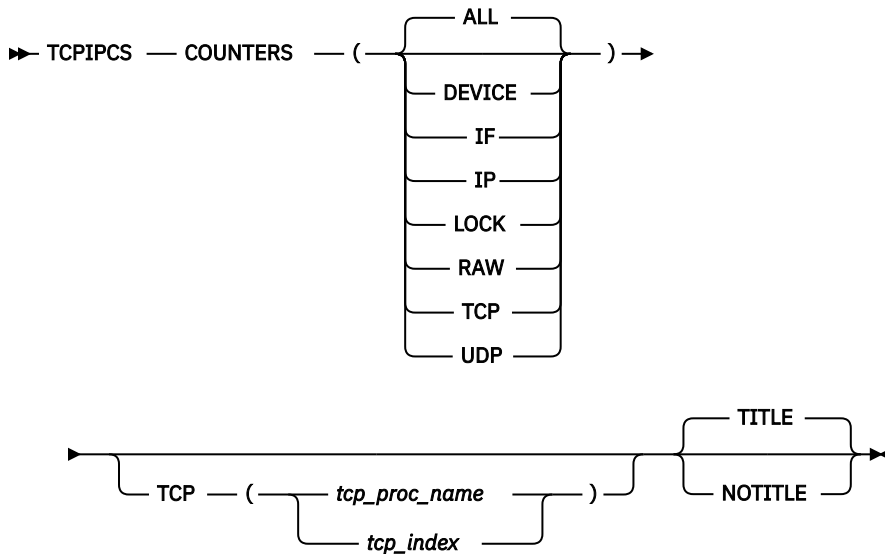 ALL
TCPIPCS COUNTERS ( )
DEVICE
IF
IP
LOCK
RAW
TCP
UDP
TITLE
TCP ( tcp_proc_name ) NOTITLE
tcp_index